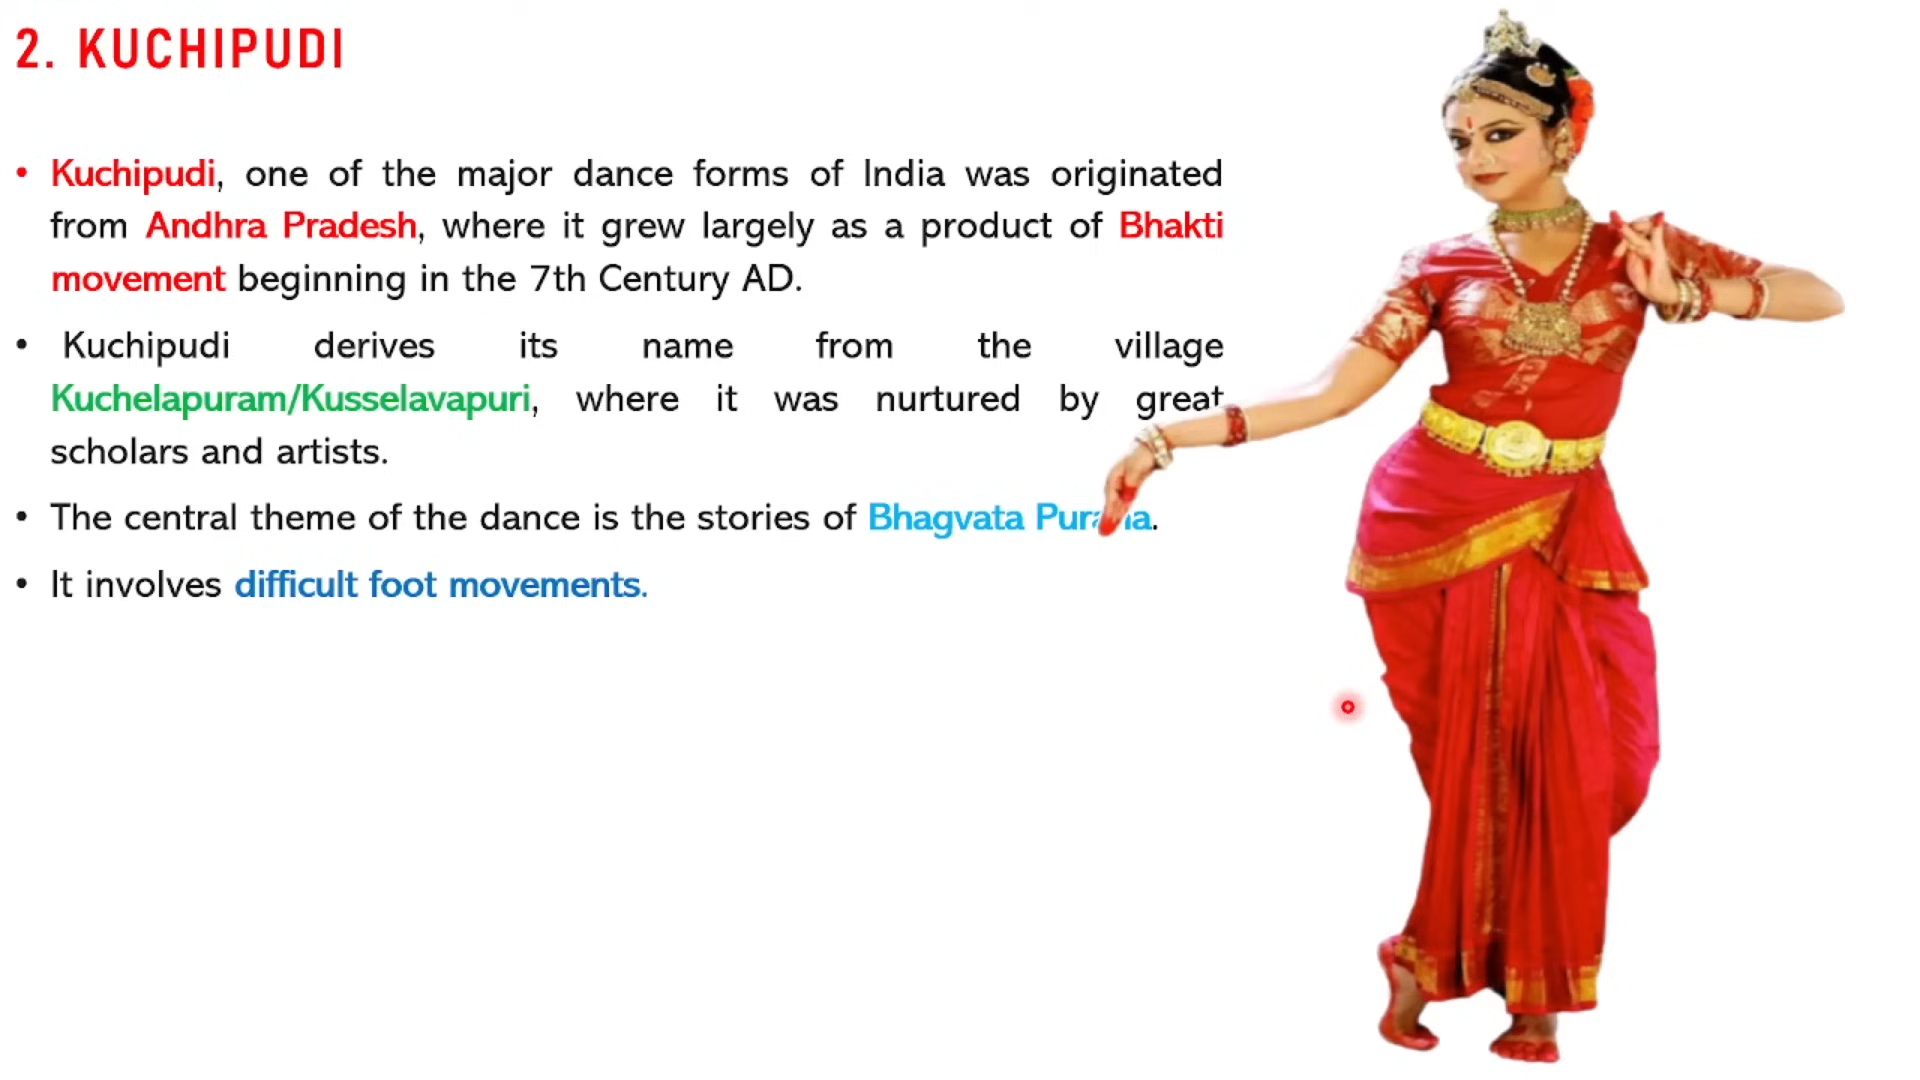 2. KUCHIPUDI
• Kuchipudi, one of the major dance forms of India was originated
from Andhra Pradesh, where it grew largely as a product of Bhakti
movement beginning in the 7th Century AD.
• Kuchipudi derives its name from the village
Kuchelapuram/Kusselavapuri, where it was nurtured by great
scholars and artists.
• The central theme of the dance is the stories of Bhagvata Purana.
• It involves difficult foot movements.